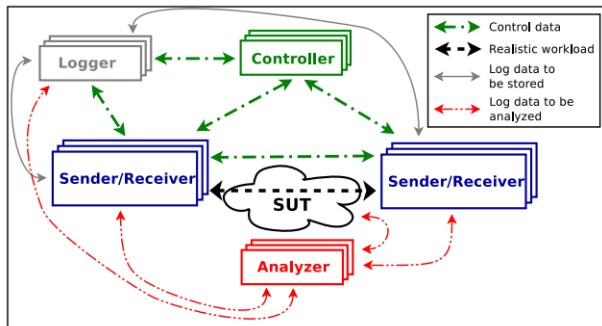 Logger
Controller
Control data
Realistic workload
Log data to
be stored
Log data to be
analyzed
Sender/Receiver
Sender/Receiver
SUT
Analyzer